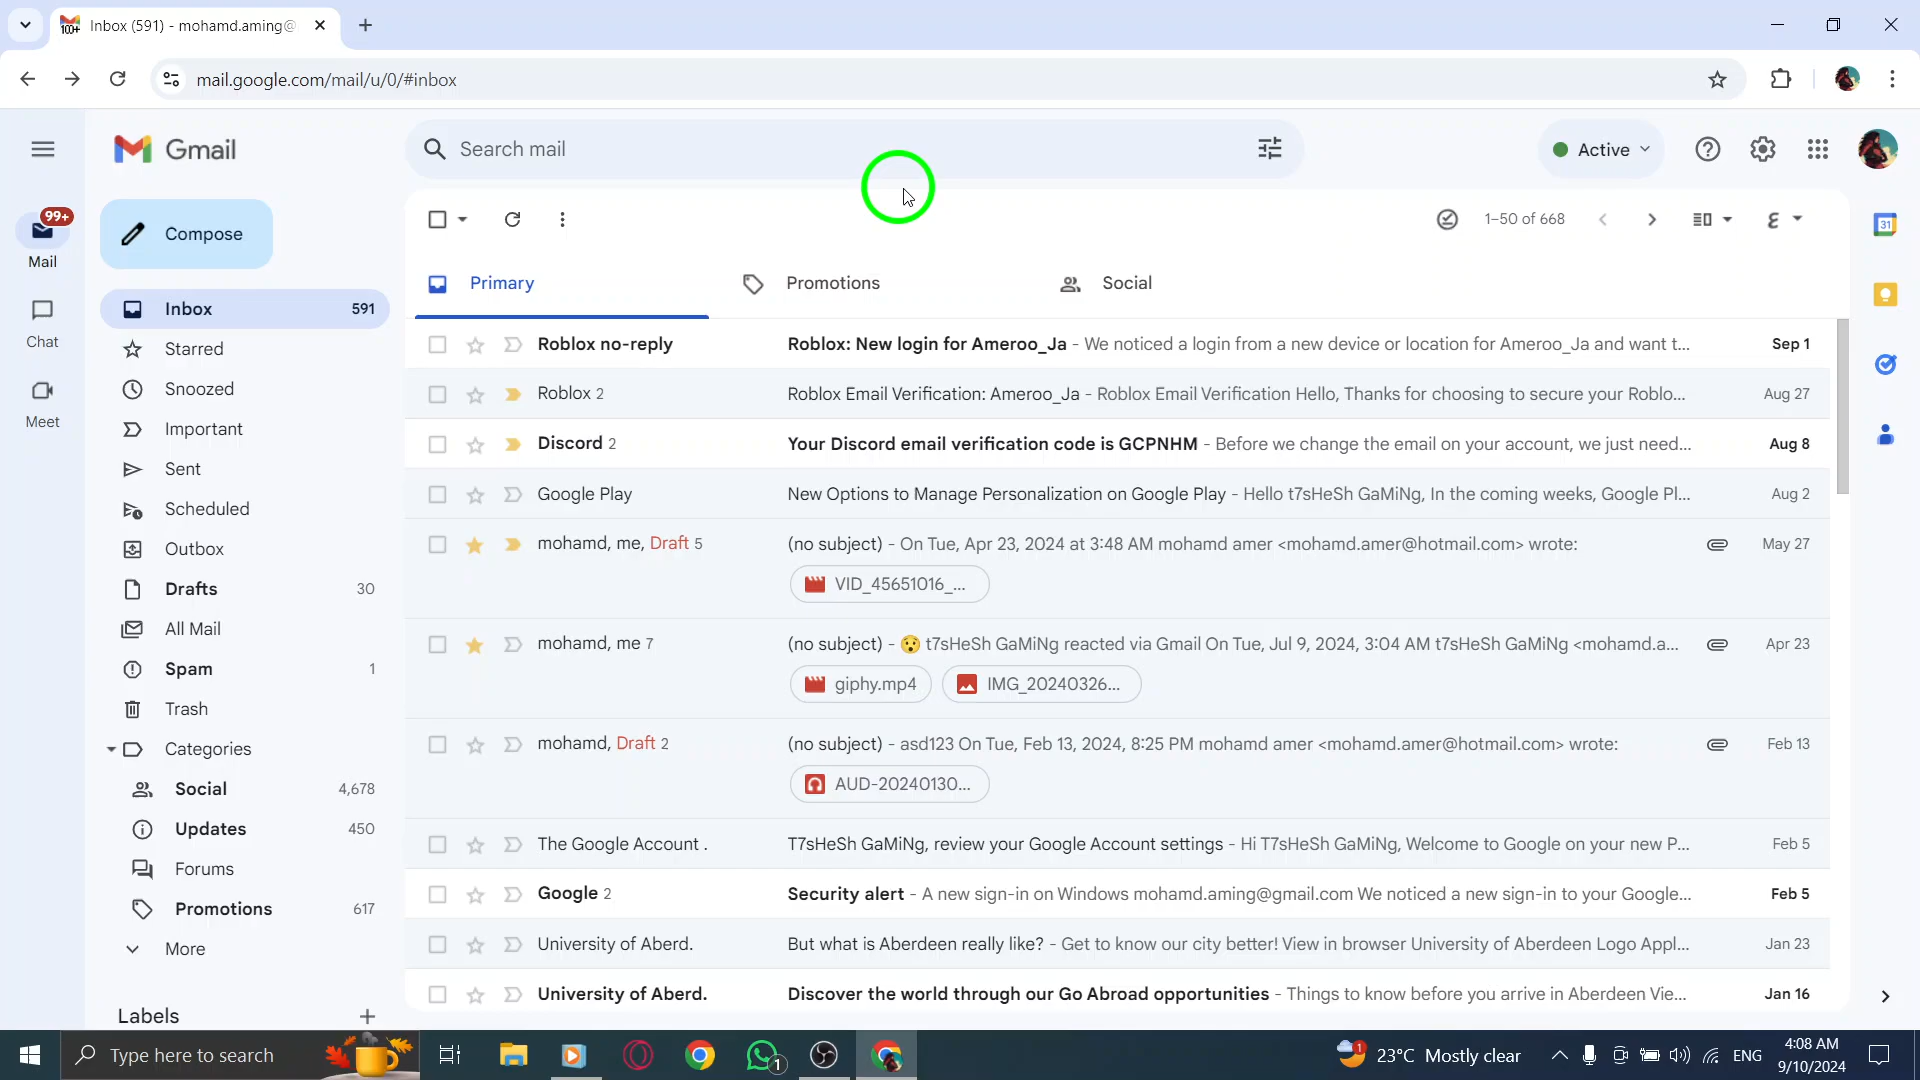 100+ Inbox (591) - mohamd.aming@
mail.google.com/mail/u/0/#inbox
Gmail
Search mail
Active
99+
Mail
Chat
Meet
Compose
Inbox 591
Starred
Snoozed
Important
Sent
Scheduled
Outbox
Drafts 30
All Mail
Spam 1
Trash
Categories
Social 4,678
Updates 450
Forums
Promotions 617
More
Labels
1–50 of 668
Primary Promotions Social
31
Roblox no-reply Roblox: New login for Ameroo_Ja - We noticed a login from a new device or location for Ameroo_Ja and want t... Sep 1
Roblox 2 Roblox Email Verification: Ameroo_Ja - Roblox Email Verification Hello, Thanks for choosing to secure your Roblo... Aug 27
Discord 2 Your Discord email verification code is GCPNHM - Before we change the email on your account, we just need... Aug 8
Google Play New Options to Manage Personalization on Google Play - Hello t7sHeSh GaMiNg, In the coming weeks, Google Pl... Aug 2
mohamd, me, Draft 5 (no subject) - On Tue, Apr 23, 2024 at 3:48 AM mohamd amer <mohamd.amer@hotmail.com> wrote: May 27
VID_45651016_...
mohamd, me 7 (no subject) - 😯 t7sHeSh GaMiNg reacted via Gmail On Tue, Jul 9, 2024, 3:04 AM t7sHeSh GaMiNg <mohamd.a... Apr 23
giphy.mp4 IMG_20240326...
mohamd, Draft 2 (no subject) - asd123 On Tue, Feb 13, 2024, 8:25 PM mohamd amer <mohamd.amer@hotmail.com> wrote: Feb 13
AUD-20240130...
The Google Account . T7sHeSh GaMiNg, review your Google Account settings - Hi T7sHeSh GaMiNg, Welcome to Google on your new P... Feb 5
Google 2 Security alert - A new sign-in on Windows mohamd.aming@gmail.com We noticed a new sign-in to your Google... Feb 5
University of Aberd. But what is Aberdeen really like? - Get to know our city better! View in browser University of Aberdeen Logo Appl... Jan 23
University of Aberd. Discover the world through our Go Abroad opportunities - Things to know before you arrive in Aberdeen Vie... Jan 16
Type here to search
1
1
23°C Mostly clear
ENG
4:08 AM
9/10/2024